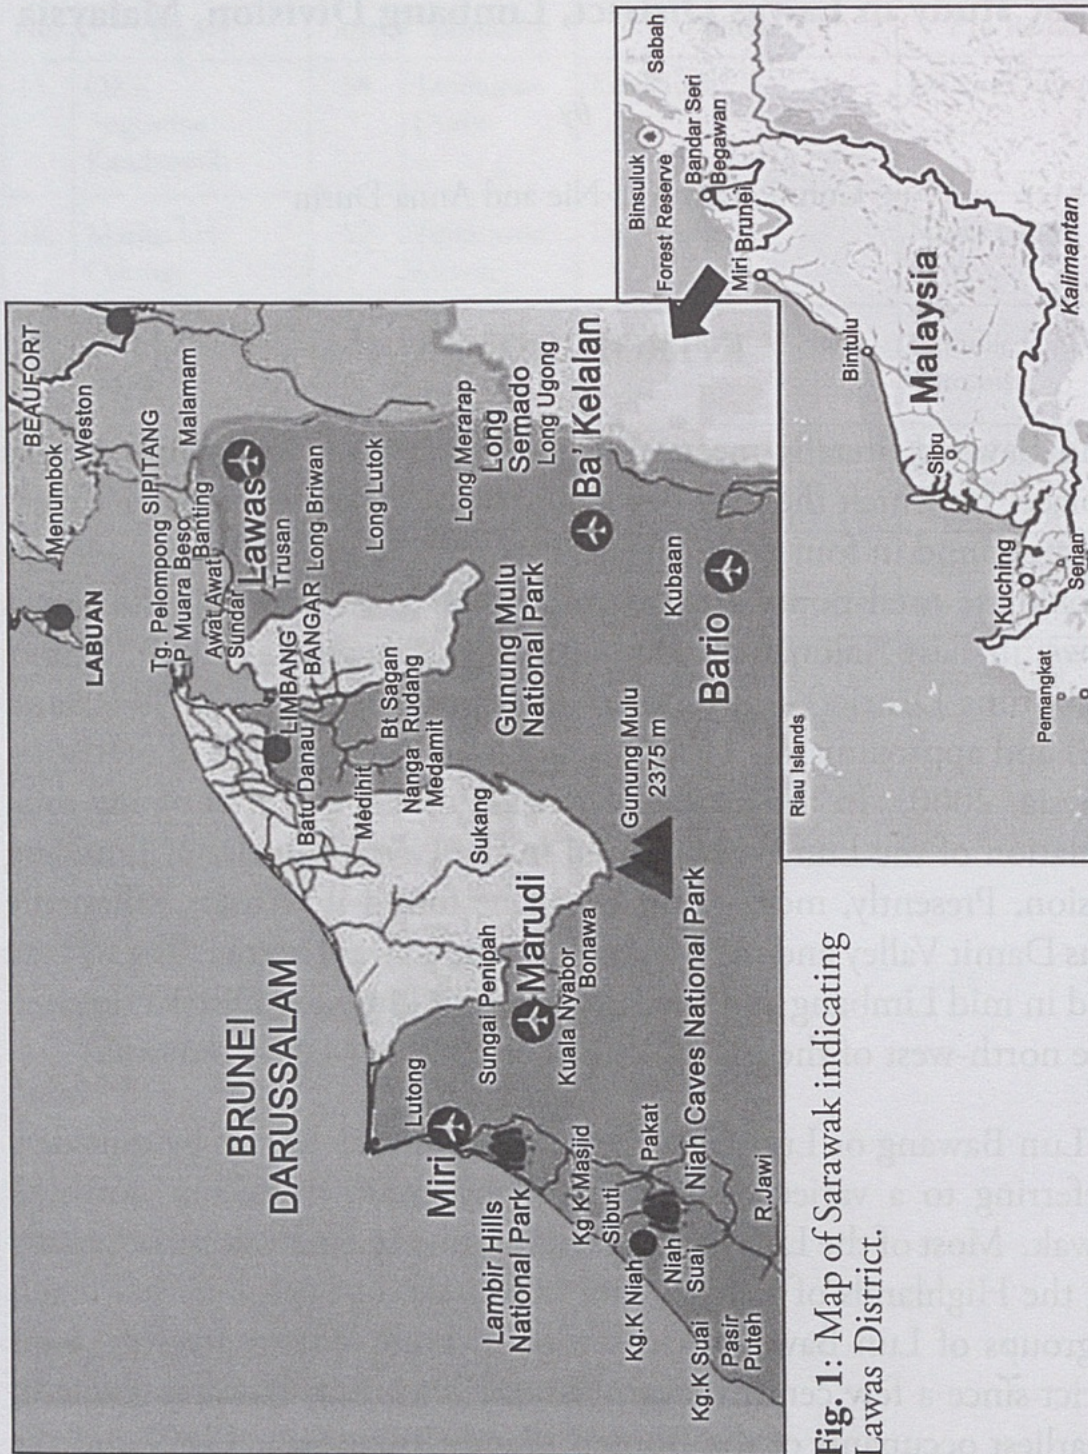 BRUNEI
DARUSSALAM
LABUAN
Menumbok
BEAUFORT
Weston
Tg. Pelompong
SIPITANG
P Muara Beso
Banting
Malamam
Awat Awat
Sundar
Lawas
Trusan
LIMBANG
BANGAR
Long Briwan
Batu Danau
Long Lutok
Medihit
Bt Sagan
Nanga Rudang
Medamit
Long Merarap
Long
Semado
Long Ugong
Sukang
Gunung Mulu
National Park
Ba' Kelalan
Lutong
Miri
Sungai Penipah
Marudi
Lambir Hills
National Park
Kuala Nyabor
Bonawa
Gunung Mulu
2375 m
Kubaan
Bario
Kg K Masjid
Sibuti
Kg.K Niah
Pakat
Niah
Suai
Niah Caves National Park
Kg.K Suai
Pasir
Puteh
R.Jawi
Binsuluk
Forest Reserve
Sabah
Bandar Seri
Begawan
Miri Brunei
Bintulu
Malaysia
Sibu
Kuching
Serian
Pemangkat
Riau Islands
Kalimantan
Fig. 1: Map of Sarawak indicating
Lawas District.